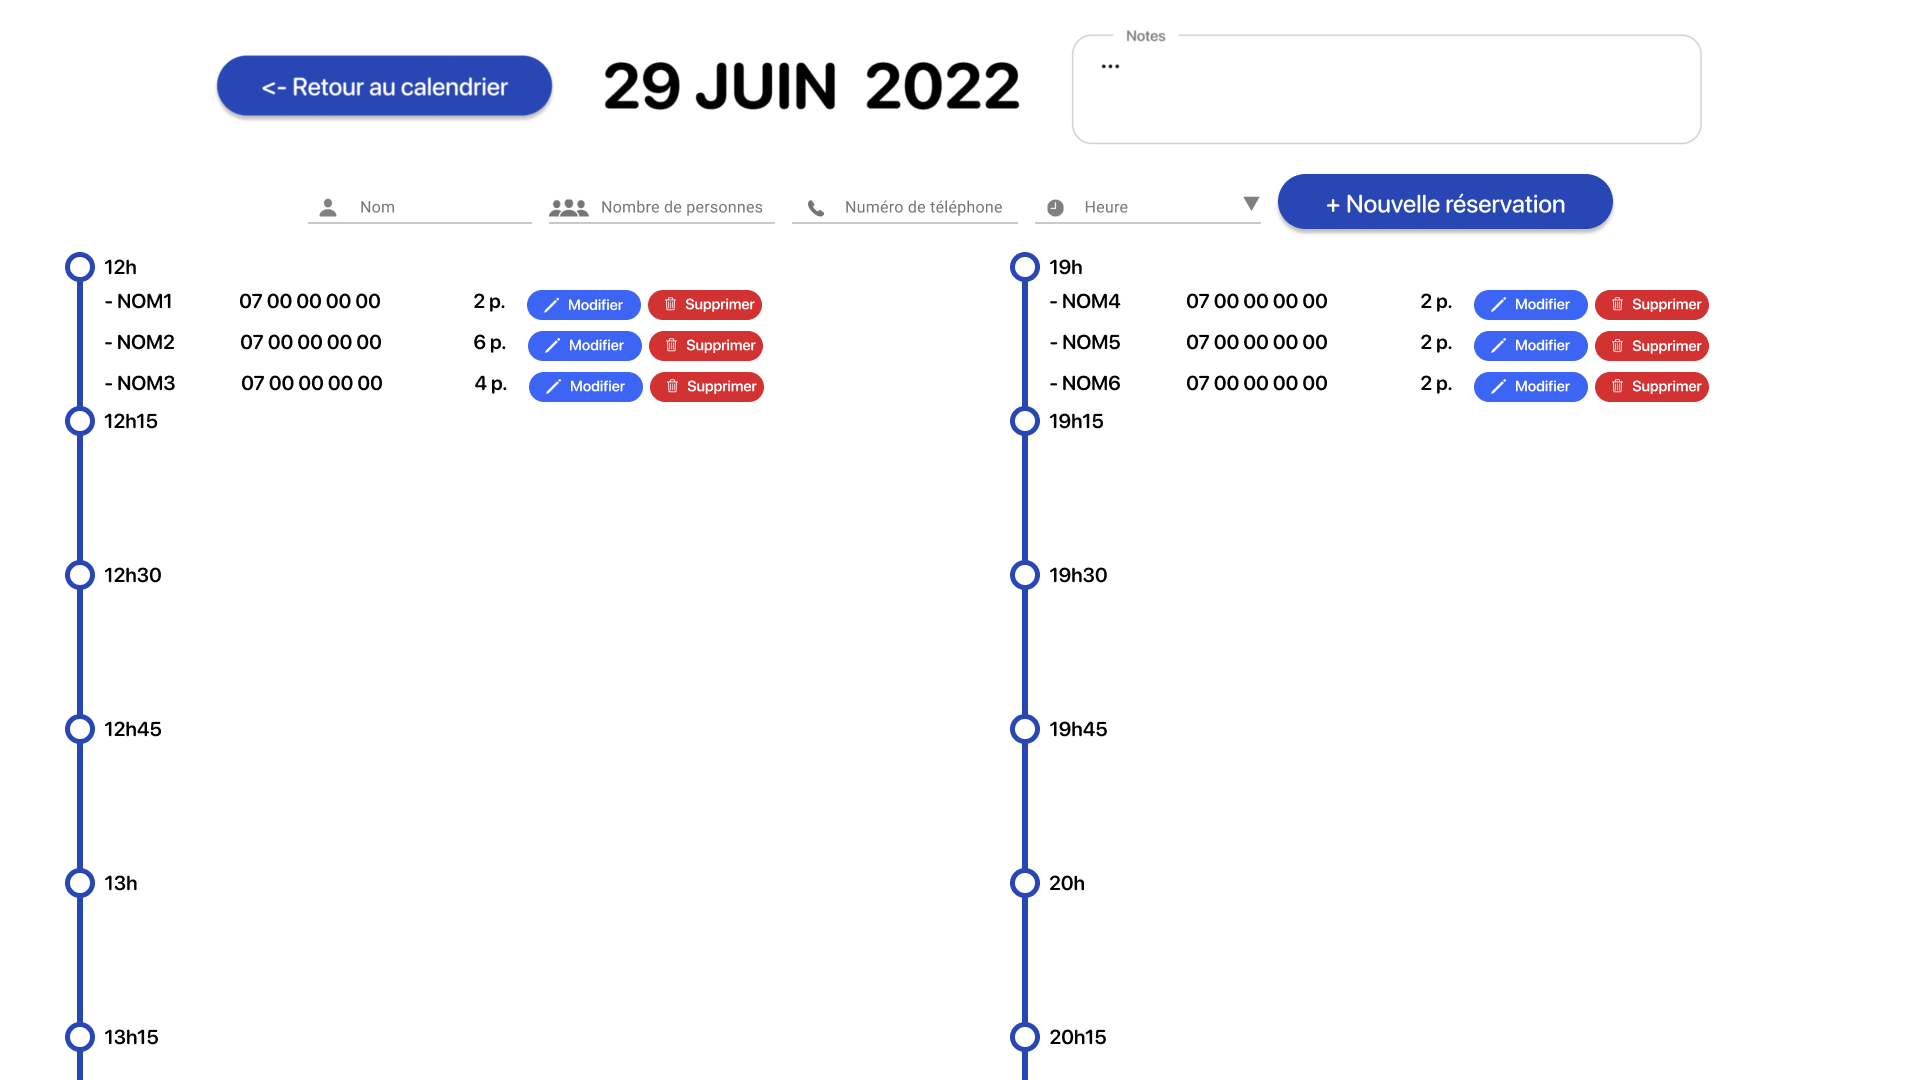 <- Retour au calendrier
29 JUIN 2022
Notes
...
Nom
Nombre de personnes
Numéro de téléphone
Heure
+ Nouvelle réservation
12h
- NOM1 07 00 00 00 00 2 p. Modifier Supprimer
- NOM2 07 00 00 00 00 6 p. Modifier Supprimer
- NOM3 07 00 00 00 00 4 p. Modifier Supprimer
12h15
12h30
12h45
13h
13h15
19h
- NOM4 07 00 00 00 00 2 p. Modifier Supprimer
- NOM5 07 00 00 00 00 2 p. Modifier Supprimer
- NOM6 07 00 00 00 00 2 p. Modifier Supprimer
19h15
19h30
19h45
20h
20h15